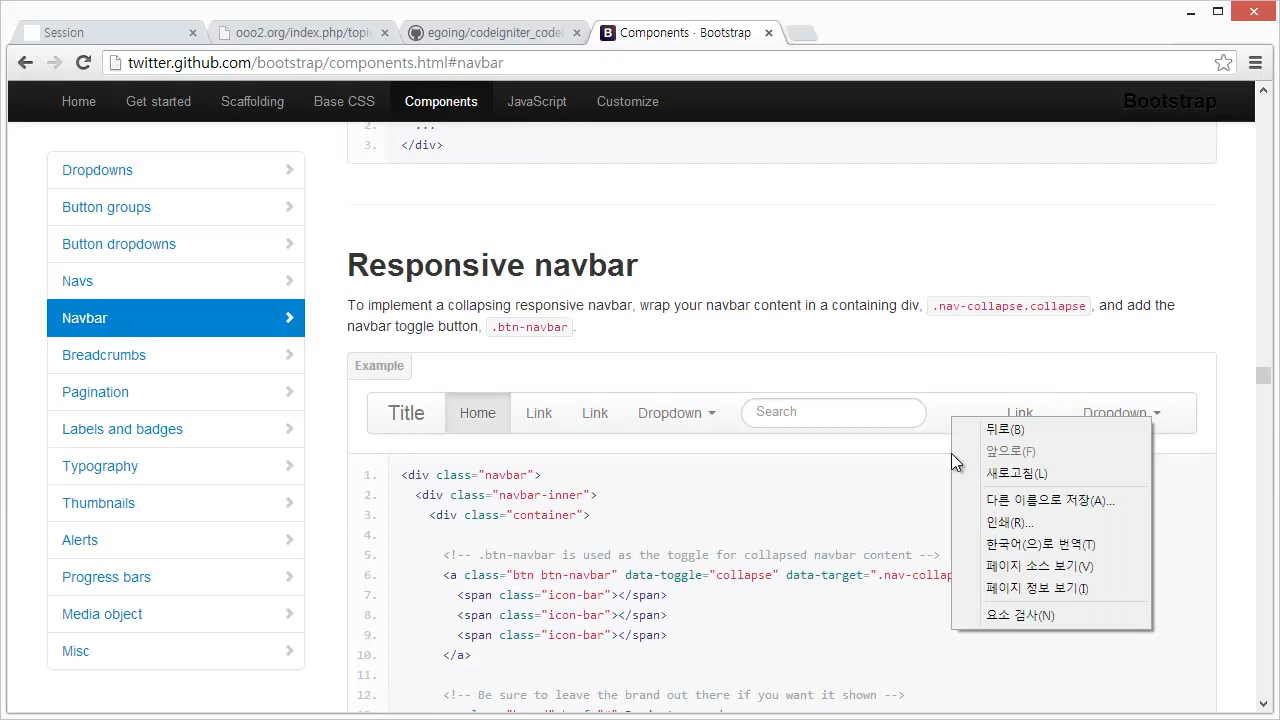 Session
ooo2.org/index.php/topi
egoing/codeigniter_code
Components · Bootstrap
twitter.github.com/bootstrap/components.html#navbar
Home Get started Scaffolding Base CSS Components JavaScript Customize Bootstrap
Dropdowns
Button groups
Button dropdowns
Navs
Navbar
Breadcrumbs
Pagination
Labels and badges
Typography
Thumbnails
Alerts
Progress bars
Media object
Misc
2. ...
3. </div>
Responsive navbar
To implement a collapsing responsive navbar, wrap your navbar content in a containing div, .nav-collapse.collapse, and add the
navbar toggle button, .btn-navbar.
Example
Title Home Link Link Dropdown Search Link Dropdown
1. <div class="navbar">
2. <div class="navbar-inner">
3. <div class="container">
4.
5. <!-- .btn-navbar is used as the toggle for collapsed navbar content -->
6. <a class="btn btn-navbar" data-toggle="collapse" data-target=".nav-collap
7. <span class="icon-bar"></span>
8. <span class="icon-bar"></span>
9. <span class="icon-bar"></span>
10. </a>
11.
12. <!-- Be sure to leave the brand out there if you want it shown -->
뒤로(B)
앞으로(F)
새로고침(L)
다른 이름으로 저장(A)...
인쇄(R)...
한국어(으)로 번역(T)
페이지 소스 보기(V)
페이지 정보 보기(I)
요소 검사(N)